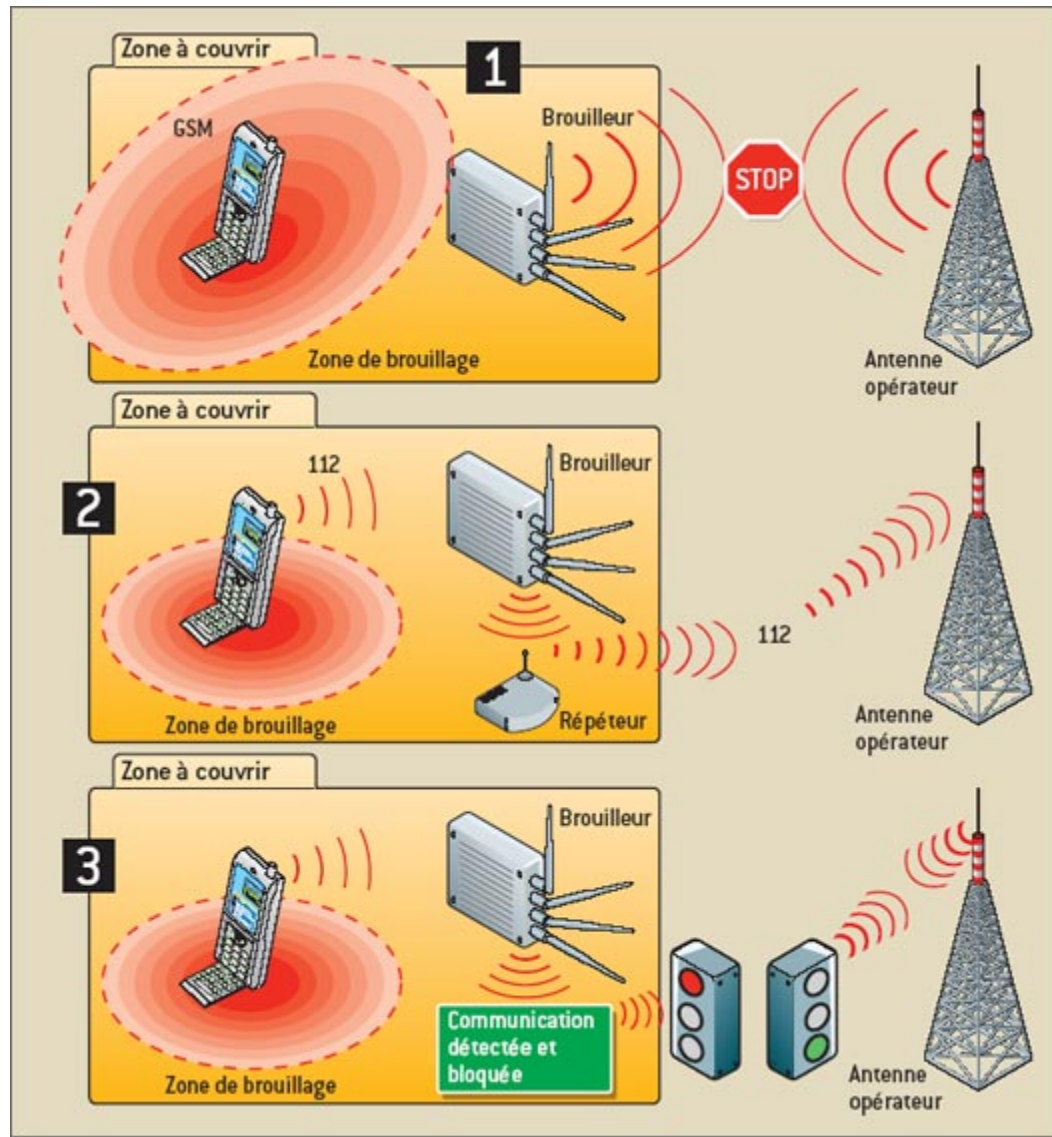 Zone à couvrir
1
GSM
Brouilleur
STOP
Zone de brouillage
Antenne
opérateur
Zone à couvrir
2
112
Brouilleur
112
Répéteur
Zone de brouillage
Antenne
opérateur
Zone à couvrir
3
Brouilleur
Communication
détectée et
bloquée
Zone de brouillage
Antenne
opérateur